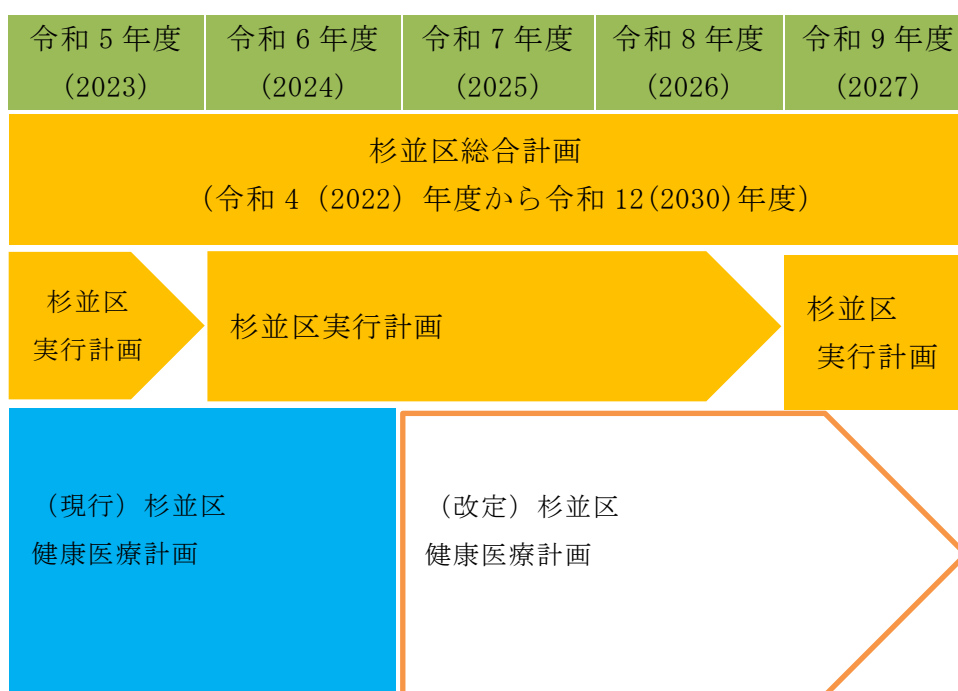 令和 5 年度
(2023)
令和 6 年度
(2024)
令和 7 年度
(2025)
令和 8 年度
(2026)
令和 9 年度
(2027)
杉並区総合計画
(令和 4 (2022) 年度から令和 12(2030)年度)
杉並区
実行計画
杉並区実行計画
杉並区
実行計画
(現行) 杉並区
健康医療計画
(改定) 杉並区
健康医療計画